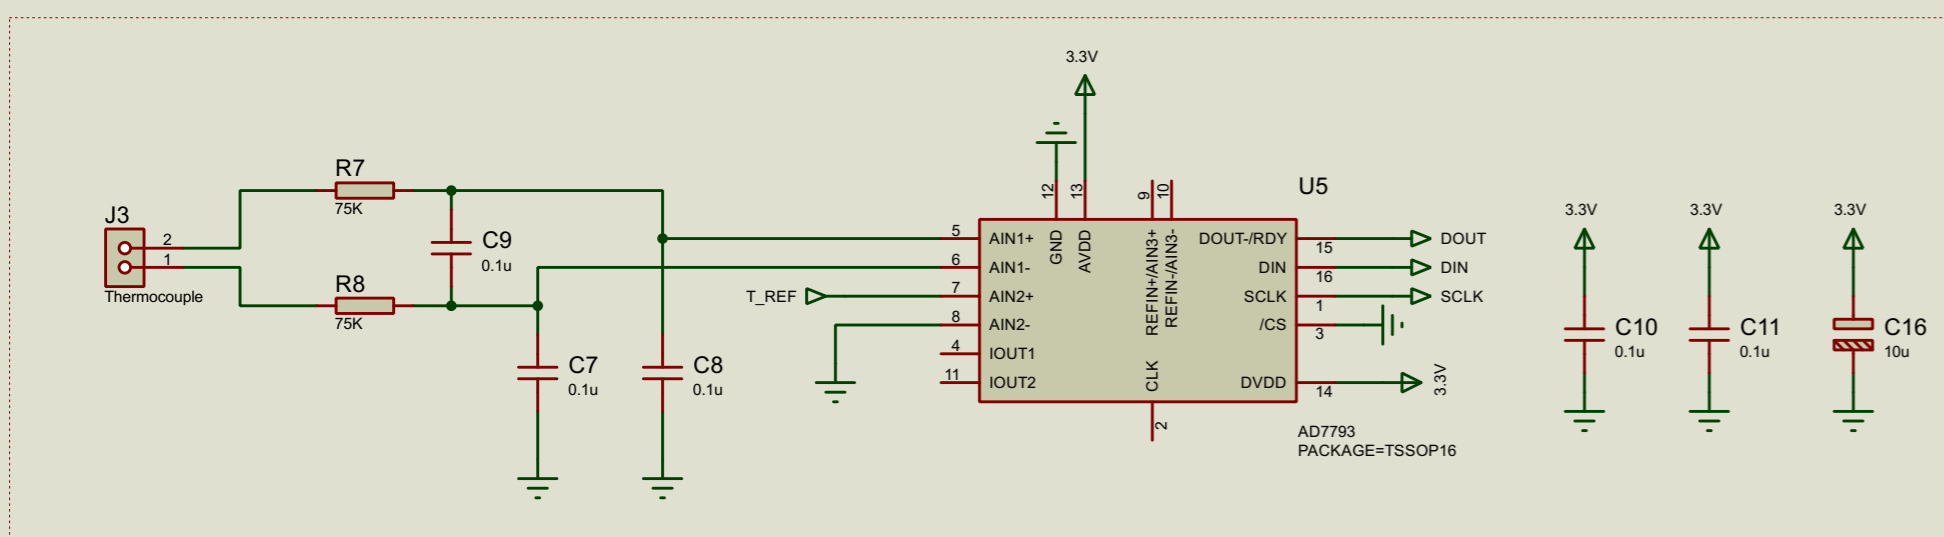 3.3V
R7
75K
J3
2
1
Thermocouple
R8
75K
C9
0.1u
C7
0.1u
C8
0.1u
T_REF
U5
12
13
9
10
5
6
7
8
4
11
AIN1+
AIN1-
AIN2+
AIN2-
IOUT1
IOUT2
GND
AVDD
REFIN+/AIN3+
REFIN-/AIN3-
CLK
2
DOUT-/RDY
DIN
SCLK
/CS
DVDD
15
16
1
3
14
DOUT
DIN
SCLK
3.3V
AD7793
PACKAGE=TSSOP16
3.3V
C10
0.1u
3.3V
C11
0.1u
3.3V
C16
10u